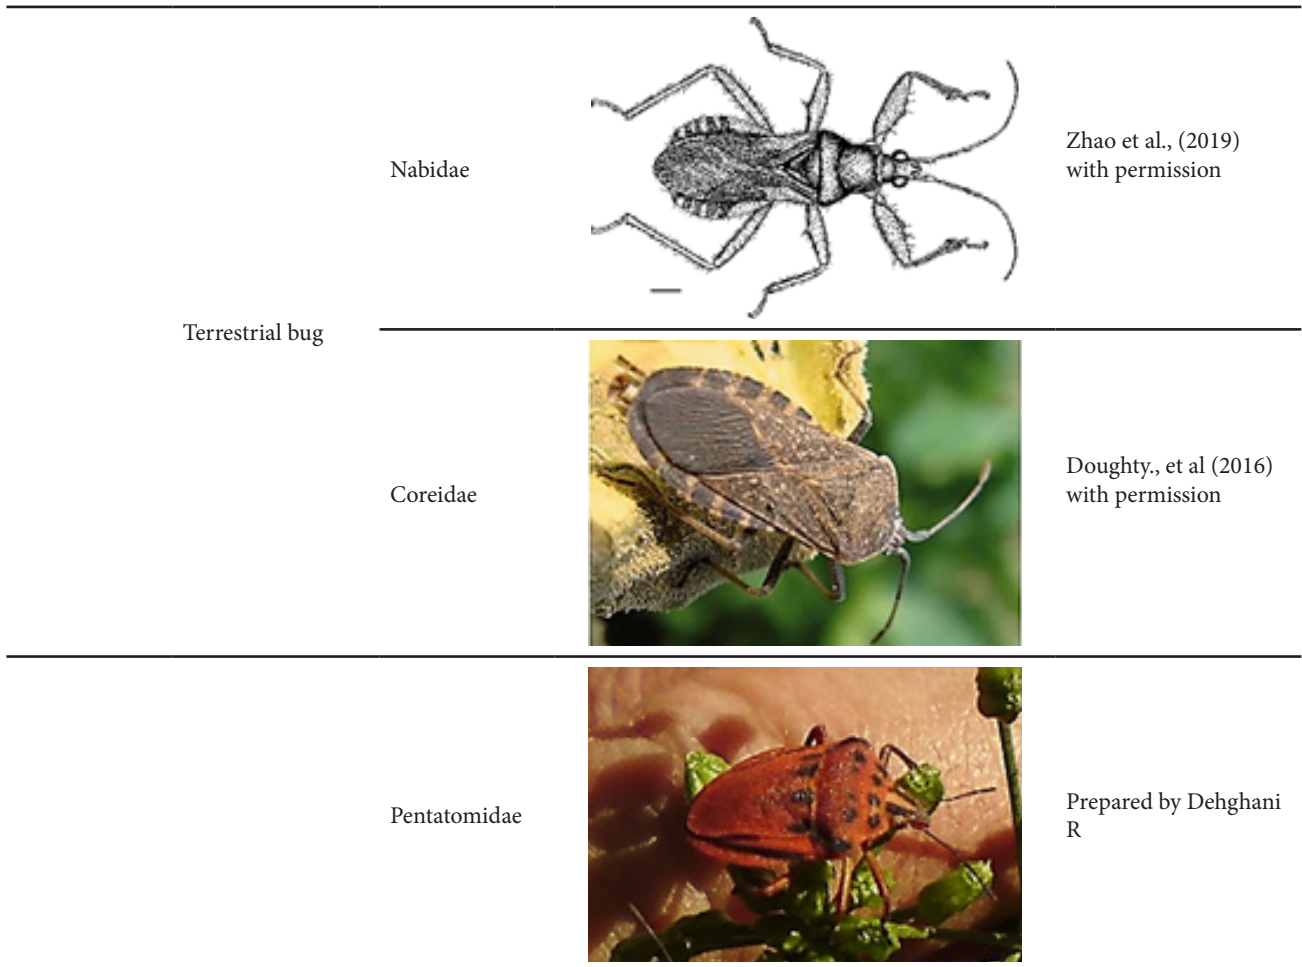 Nabidae
Zhao et al., (2019)
with permission
Terrestrial bug
Coreidae
Doughty., et al (2016)
with permission
Pentatomidae
Prepared by Dehghani
R